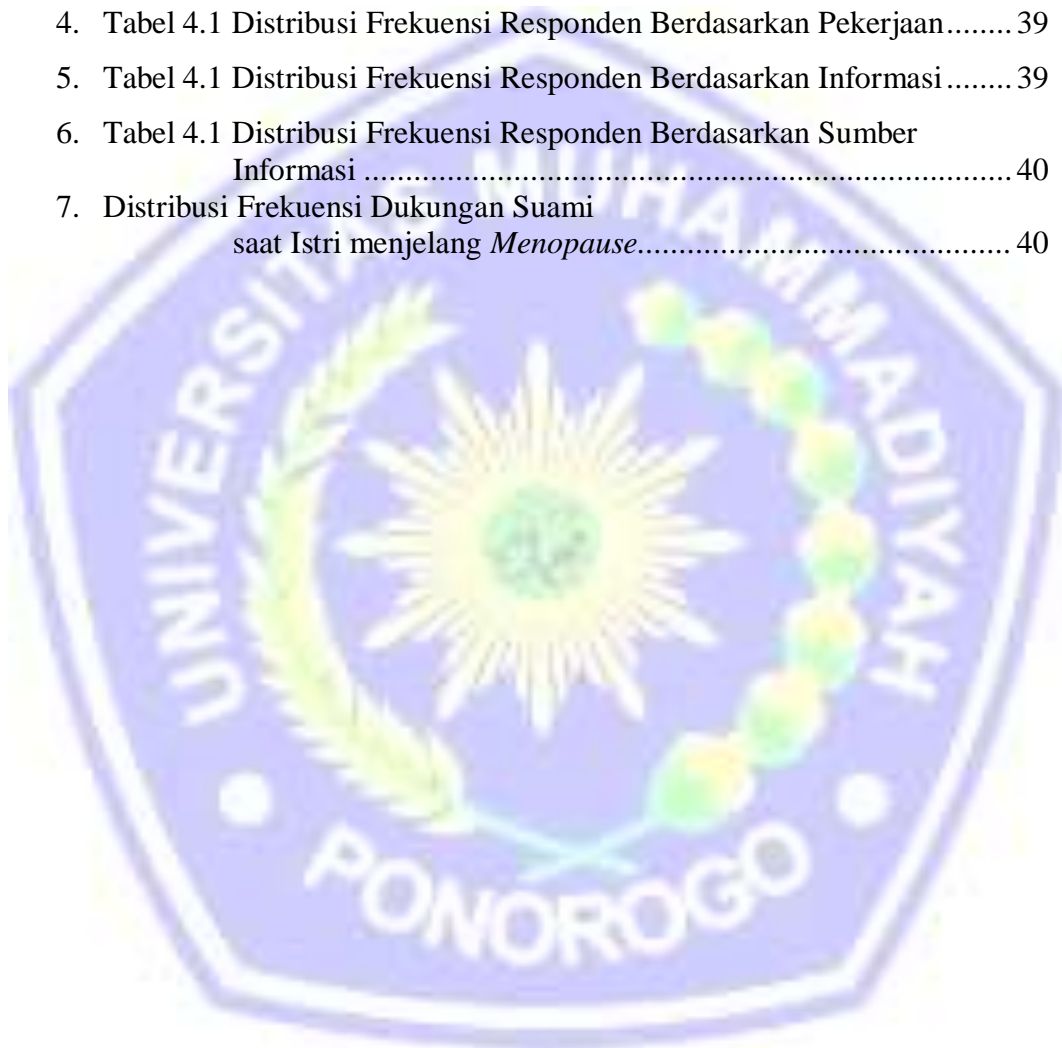 4. Tabel 4.1 Distribusi Frekuensi Responden Berdasarkan Pekerjaan........ 39
5. Tabel 4.1 Distribusi Frekuensi Responden Berdasarkan Informasi........ 39
6. Tabel 4.1 Distribusi Frekuensi Responden Berdasarkan Sumber
Informasi ........................................................................... 40
7. Distribusi Frekuensi Dukungan Suami
saat Istri menjelang Menopause........................................... 40
UNIVERSITAS MUHAMMADIYAH
PONOROGO